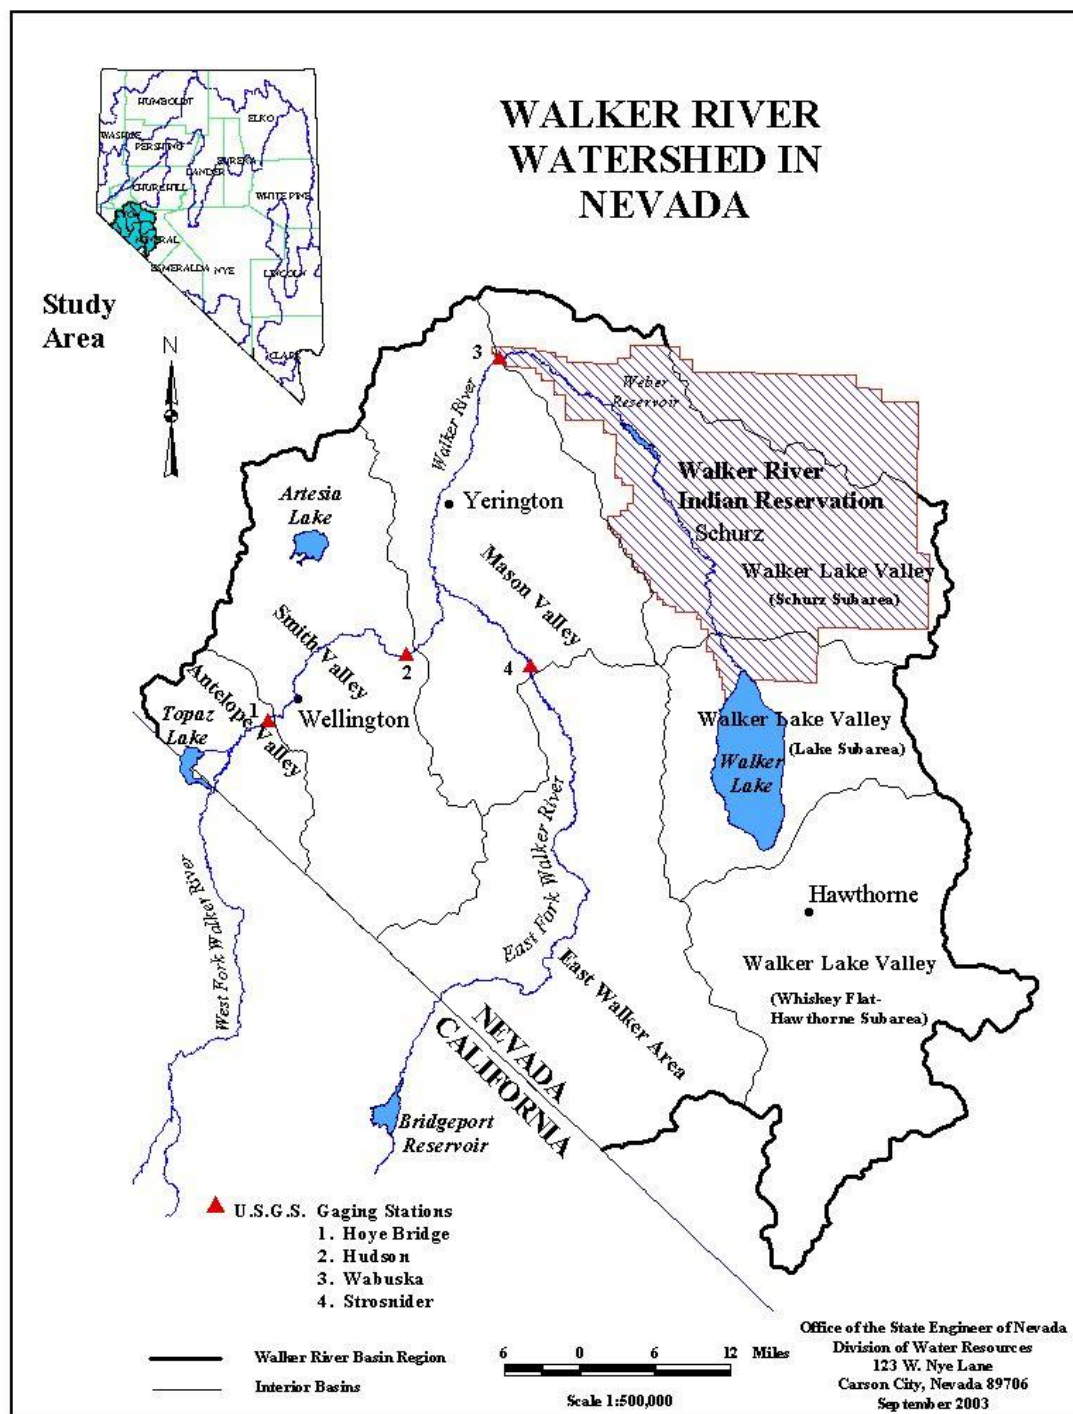 WALKER RIVER
WATERSHED IN
NEVADA
HUMBOLDT
ELKO
WASHOE
PERSHING
LANDER
EUREKA
CHURCHILL
WHITE PINE
MINERAL
ESMERALDA
NYE
LINCOLN
CLARK
Study
Area
N
3
Walker River
Weber
Reservoir
Walker River
Indian Reservation
Schurz
Walker Lake Valley
(Schurz Subarea)
Artesia
Lake
Yerington
Mason Valley
Smith Valley
2
4
Antelope Valley
1
Wellington
Topaz
Lake
Walker Lake Valley
(Lake Subarea)
Walker
Lake
West Fork Walker River
East Fork Walker River
East Walker Area
Hawthorne
Walker Lake Valley
(Whiskey Flat-
Hawthorne Subarea)
NEVADA
CALIFORNIA
Bridgeport
Reservoir
U.S.G.S. Gaging Stations
1. Hoye Bridge
2. Hudson
3. Wabuska
4. Strosnider
Walker River Basin Region
Interior Basins
6 0 6 12 Miles
Scale 1:500,000
Office of the State Engineer of Nevada
Division of Water Resources
123 W. Nye Lane
Carson City, Nevada 89706
September 2003